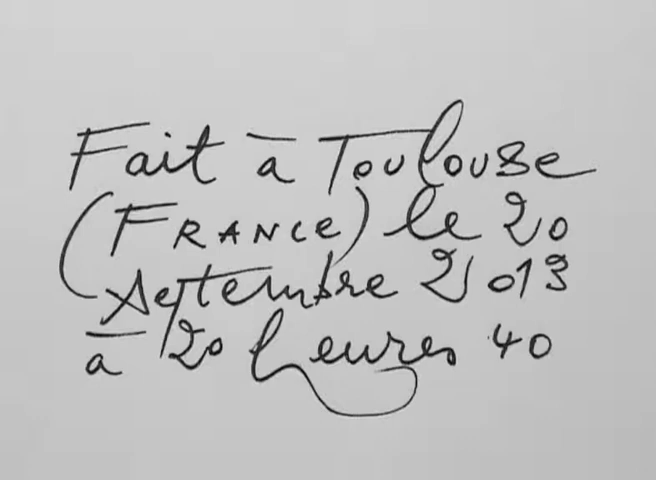 Fait à Toulouse
(FRANCE) le 20
Septembre 2013
à 20 heures 40